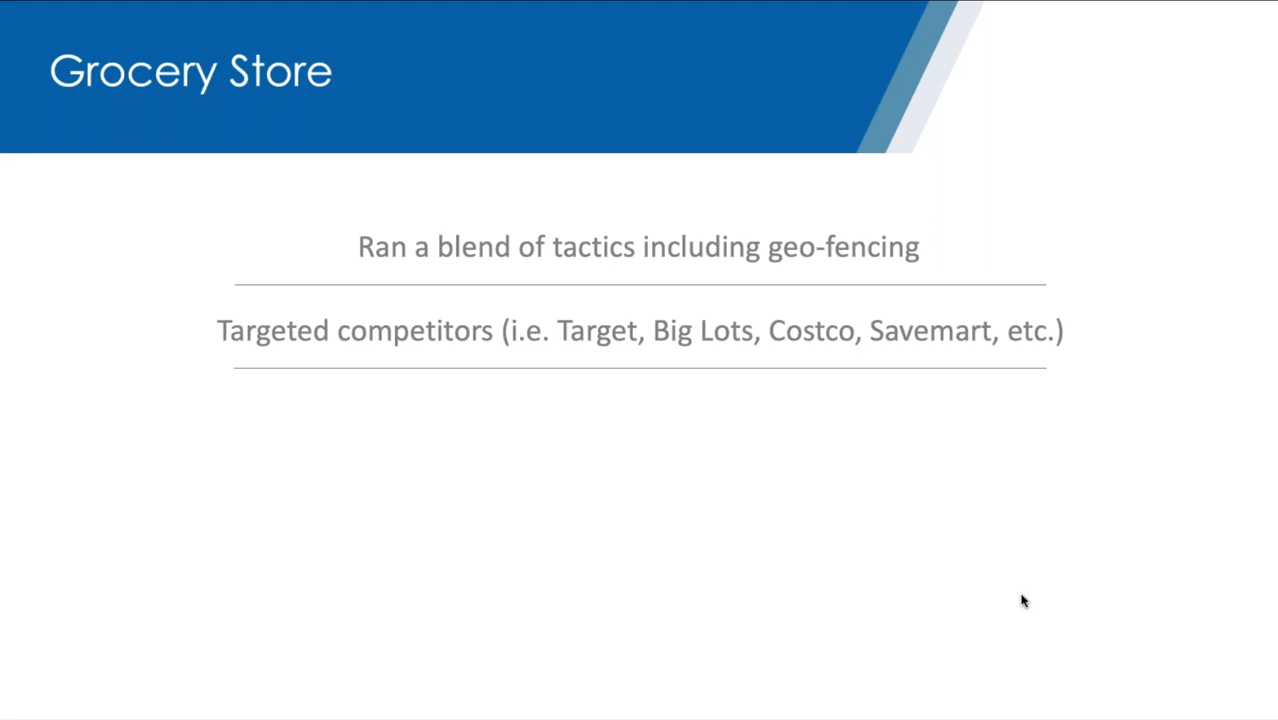 Grocery Store
Ran a blend of tactics including geo-fencing
Targeted competitors (i.e. Target, Big Lots, Costco, Savemart, etc.)